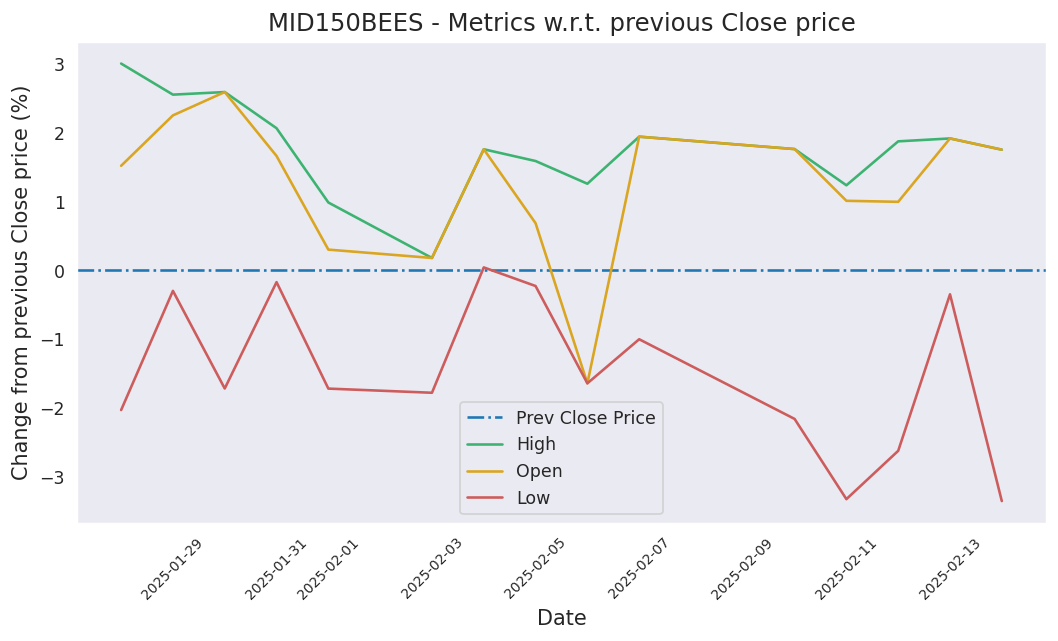 MID150BEES - Metrics w.r.t. previous Close price
Change from previous Close price (%)
3
2
1
0
−1
−2
−3
Prev Close Price
High
Open
Low
2025-01-29
2025-01-31
2025-02-01
2025-02-03
2025-02-05
2025-02-07
2025-02-09
2025-02-11
2025-02-13
Date